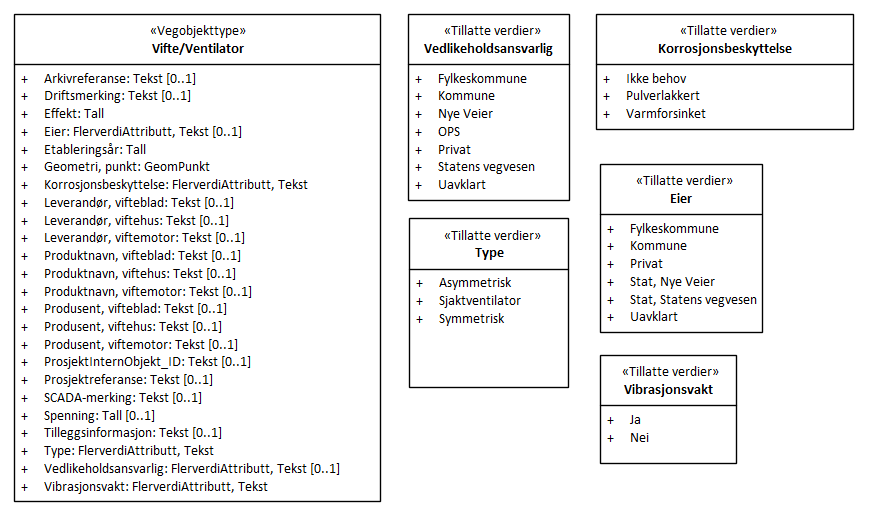 «Vegobjekttype»
Vifte/Ventilator
+ Arkivreferanse: Tekst [0..1]
+ Driftsmerking: Tekst [0..1]
+ Effekt: Tall
+ Eier: FlerverdiAttributt, Tekst [0..1]
+ Etableringsår: Tall
+ Geometri, punkt: GeomPunkt
+ Korrosjonsbeskyttelse: FlerverdiAttributt, Tekst
+ Leverandør, vifteblad: Tekst [0..1]
+ Leverandør, viftehus: Tekst [0..1]
+ Leverandør, viftemotor: Tekst [0..1]
+ Produktnavn, vifteblad: Tekst [0..1]
+ Produktnavn, viftehus: Tekst [0..1]
+ Produktnavn, viftemotor: Tekst [0..1]
+ Produsent, vifteblad: Tekst [0..1]
+ Produsent, viftehus: Tekst [0..1]
+ Produsent, viftemotor: Tekst [0..1]
+ ProsjektInternObjekt_ID: Tekst [0..1]
+ Prosjektreferanse: Tekst [0..1]
+ SCADA-merking: Tekst [0..1]
+ Spenning: Tall [0..1]
+ Tilleggsinformasjon: Tekst [0..1]
+ Type: FlerverdiAttributt, Tekst
+ Vedlikeholdsansvarlig: FlerverdiAttributt, Tekst [0..1]
+ Vibrasjonsvakt: FlerverdiAttributt, Tekst
«Tillatte verdier»
Vedlikeholdsansvarlig
+ Fylkeskommune
+ Kommune
+ Nye Veier
+ OPS
+ Privat
+ Statens vegvesen
+ Uavklart
«Tillatte verdier»
Type
+ Asymmetrisk
+ Sjaktventilator
+ Symmetrisk
«Tillatte verdier»
Korrosjonsbeskyttelse
+ Ikke behov
+ Pulverlakkert
+ Varmforsinket
«Tillatte verdier»
Eier
+ Fylkeskommune
+ Kommune
+ Privat
+ Stat, Nye Veier
+ Stat, Statens vegvesen
+ Uavklart
«Tillatte verdier»
Vibrasjonsvakt
+ Ja
+ Nei